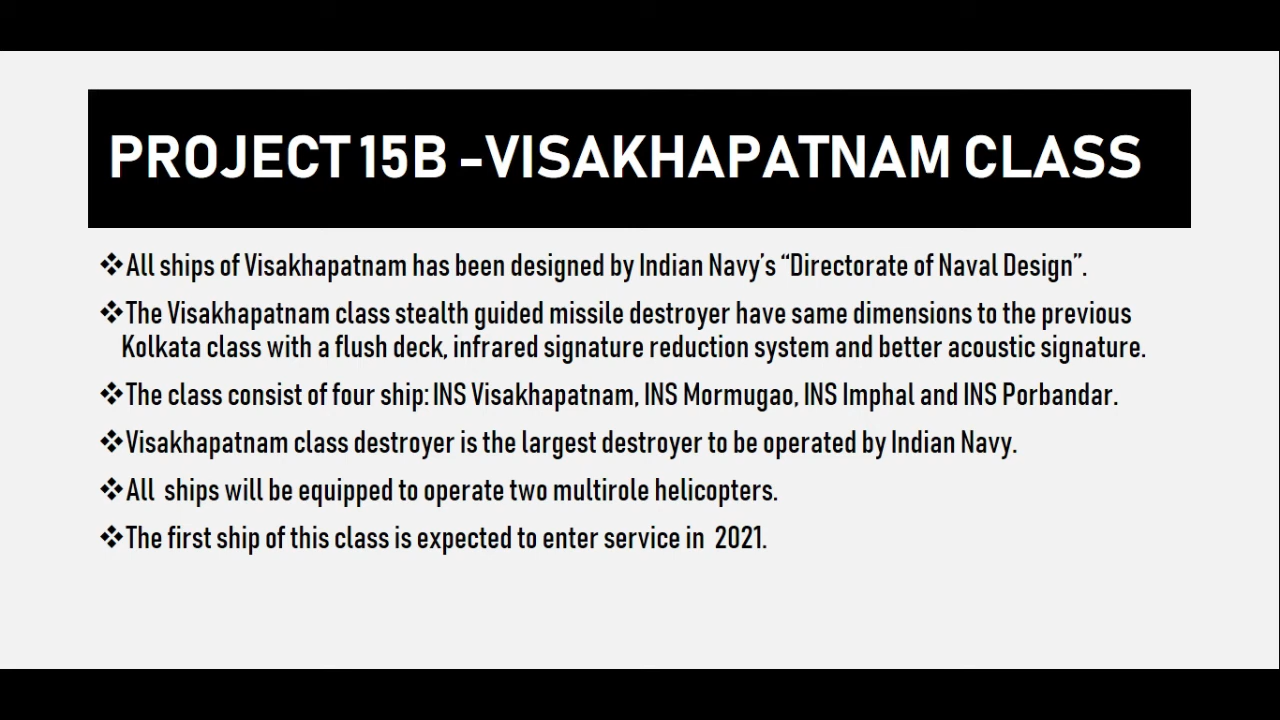 PROJECT 15B -VISAKHAPATNAM CLASS
❖All ships of Visakhapatnam has been designed by Indian Navy's “Directorate of Naval Design”.
❖The Visakhapatnam class stealth guided missile destroyer have same dimensions to the previous
Kolkata class with a flush deck, infrared signature reduction system and better acoustic signature.
❖The class consist of four ship: INS Visakhapatnam, INS Mormugao, INS Imphal and INS Porbandar.
❖Visakhapatnam class destroyer is the largest destroyer to be operated by Indian Navy.
❖All ships will be equipped to operate two multirole helicopters.
❖The first ship of this class is expected to enter service in 2021.